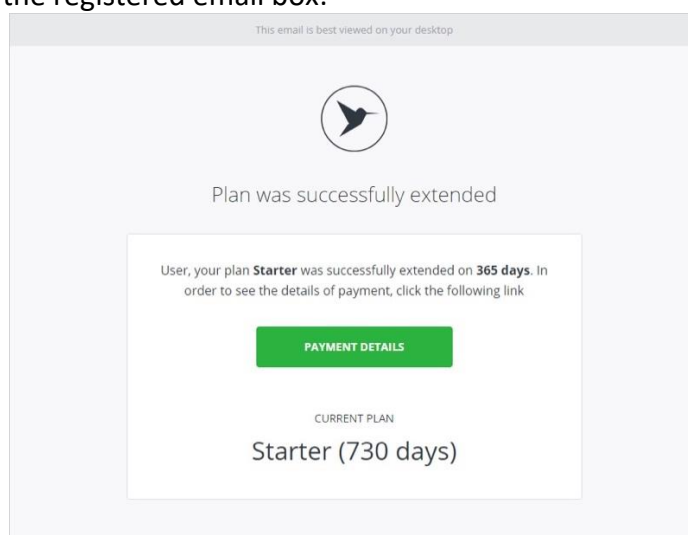 the registered email box.
This email is best viewed on your desktop
Plan was successfully extended
User, your plan Starter was successfully extended on 365 days. In
order to see the details of payment, click the following link
PAYMENT DETAILS
CURRENT PLAN
Starter (730 days)